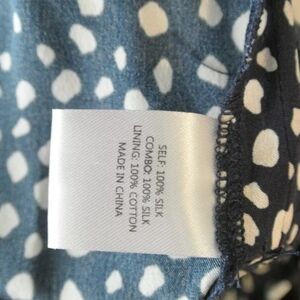 SELF: 100% SILK
COMBO: 100% SILK
LINING: 100% COTTON
MADE IN CHINA